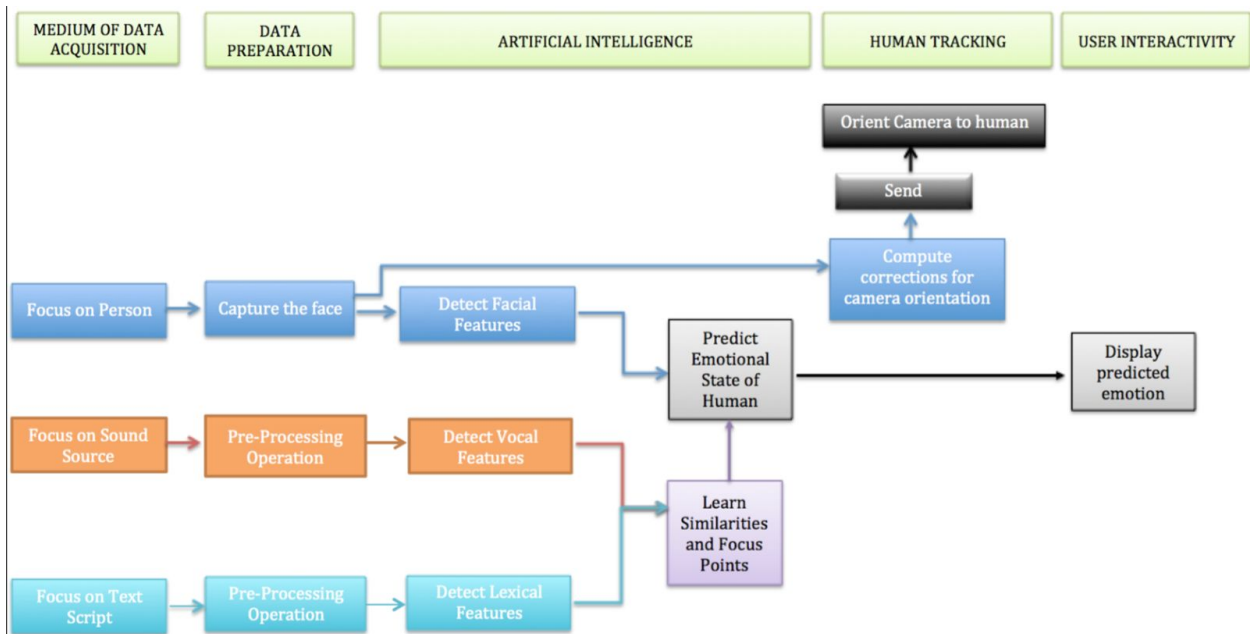 MEDIUM OF DATA
ACQUISITION
DATA
PREPARATION
ARTIFICIAL INTELLIGENCE
HUMAN TRACKING
USER INTERACTIVITY
Orient Camera to human
Send
Compute
corrections for
camera orientation
Focus on Person
Capture the face
Detect Facial
Features
Predict
Emotional
State of
Human
Display
predicted
emotion
Focus on Sound
Source
Pre-Processing
Operation
Detect Vocal
Features
Learn
Similarities
and Focus
Points
Focus on Text
Script
Pre-Processing
Operation
Detect Lexical
Features